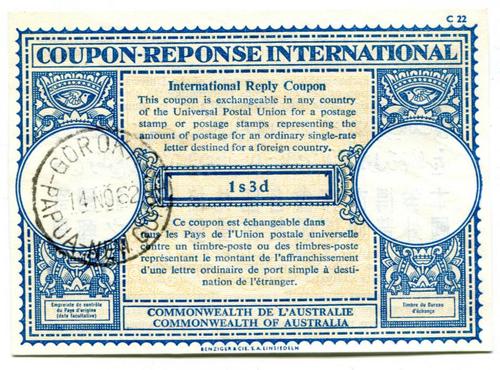 C 22
COUPON-REPONSE INTERNATIONAL
International Reply Coupon
This coupon is exchangeable in any country
of the Universal Postal Union for a postage
stamp or postage stamps representing the
amount of postage for an ordinary single-rate
letter destined for a foreign country.
1s3d
Ce coupon est échangeable dans
tous les Pays de l'Union postale universelle
contre un timbre-poste ou des timbres-poste
représentant le montant de l'affranchissement
d'une lettre ordinaire de port simple à desti-
nation de l'étranger.
GOROKA
14 NO 62
PAPUA-NEW
Empreinte de contrôle
du Pays d'origine
(date facultative)
Timbre du Bureau
d'échange
COMMONWEALTH DE L'AUSTRALIE
COMMONWEALTH OF AUSTRALIA
BENZIGER & CIE. S.A. EINSIEDELN